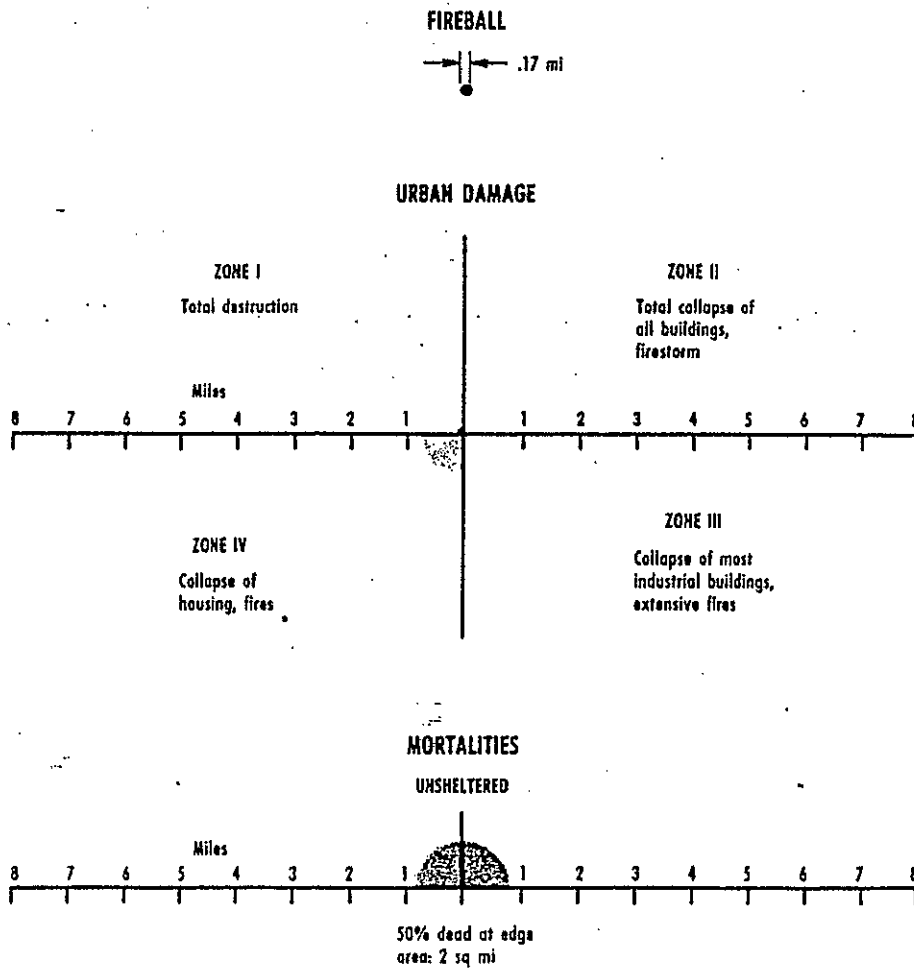 FIREBALL
.17 mi
URBAN DAMAGE
ZONE I
Total destruction
ZONE II
Total collapse of
all buildings,
firestorm
Miles
8 7 6 5 4 3 2 1 1 2 3 4 5 6 7 8
ZONE IV
Collapse of
housing, fires
ZONE III
Collapse of most
industrial buildings,
extensive fires
MORTALITIES
UNSHELTERED
Miles
8 7 6 5 4 3 2 1 1 2 3 4 5 6 7 8
50% dead at edge
area: 2 sq mi